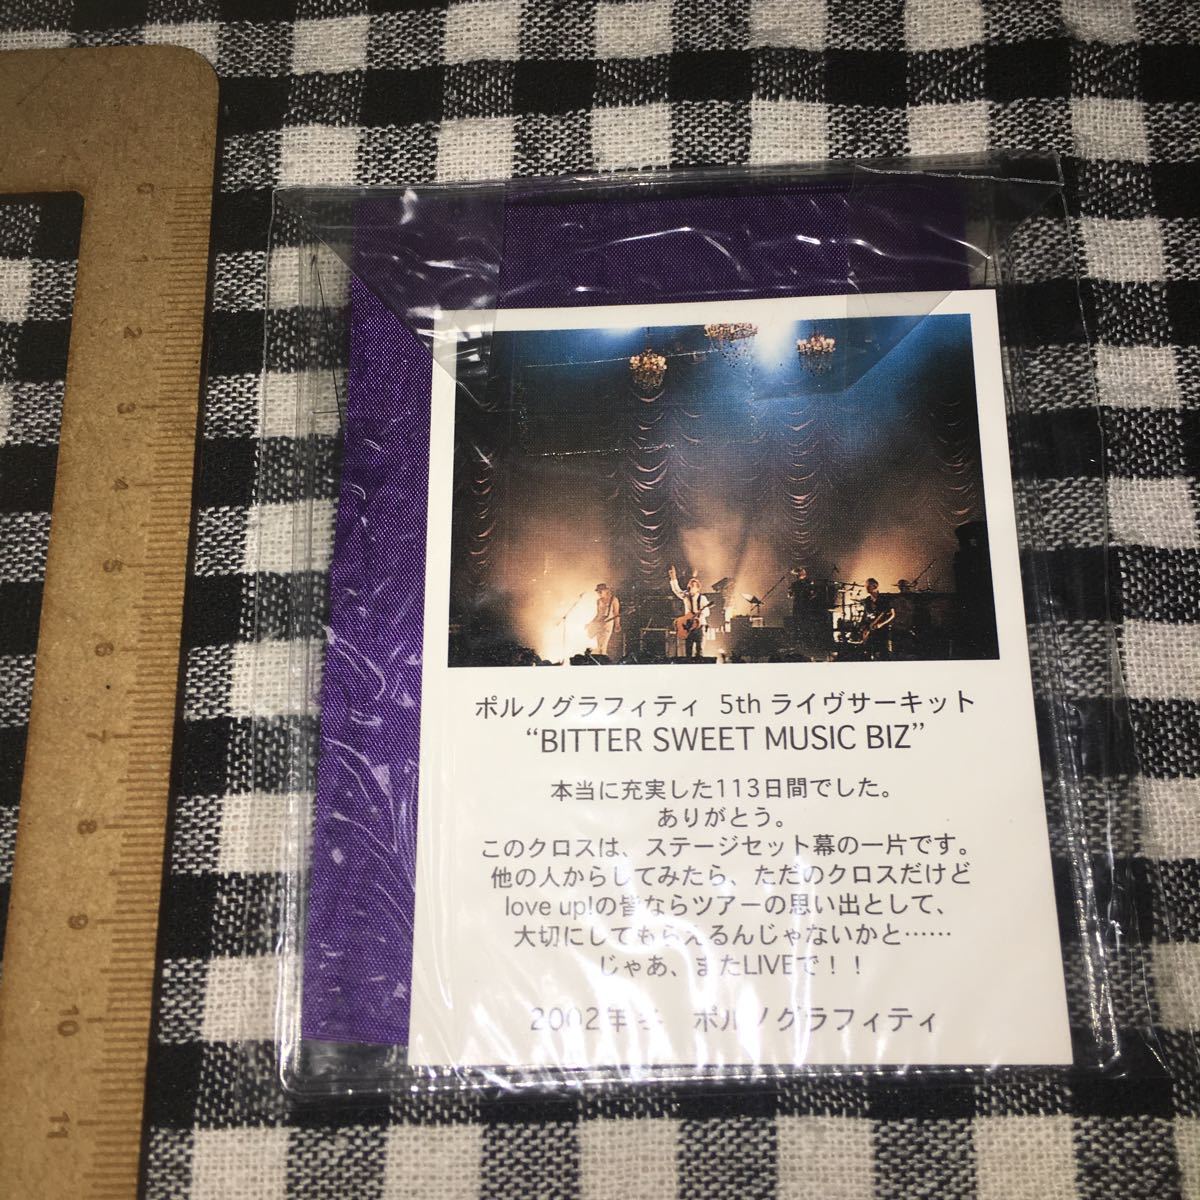 0
1
2
3
4
5
6
7
8
9
10
11
ポルノグラフィティ 5th ライヴサーキット
“BITTER SWEET MUSIC BIZ”
本当に充実した113日間でした。
ありがとう。
このクロスは、ステージセット幕の一片です。
他の人からしてみたら、ただのクロスだけど
love up!の皆ならツアーの思い出として、
大切にしてもらえるんじゃないかと……
じゃあ、またLIVEで！！
2002年冬 ポルノグラフィティ